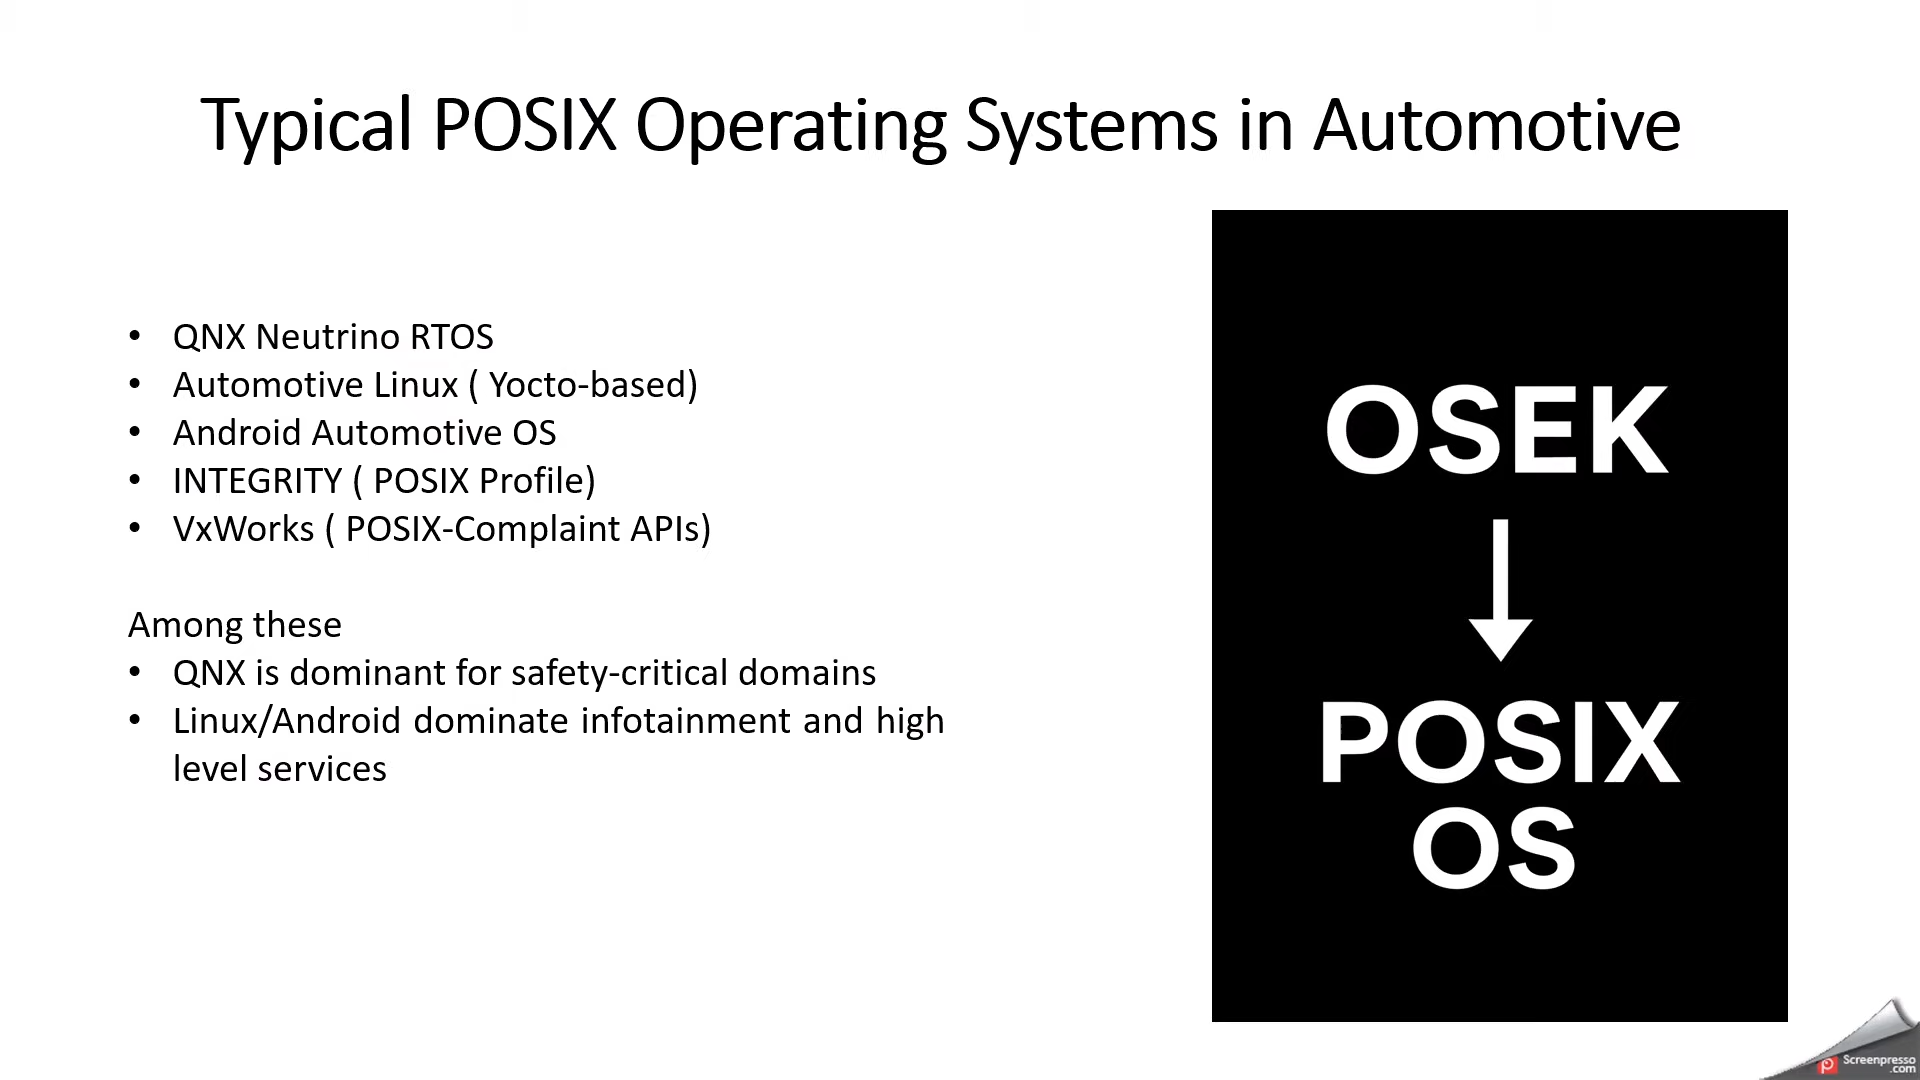 Typical POSIX Operating Systems in Automotive
• QNX Neutrino RTOS
• Automotive Linux ( Yocto-based)
• Android Automotive OS
• INTEGRITY ( POSIX Profile)
• VxWorks ( POSIX-Complaint APIs)
Among these
• QNX is dominant for safety-critical domains
• Linux/Android dominate infotainment and high
level services
OSEK
POSIX
OS
Screenpresso
.com